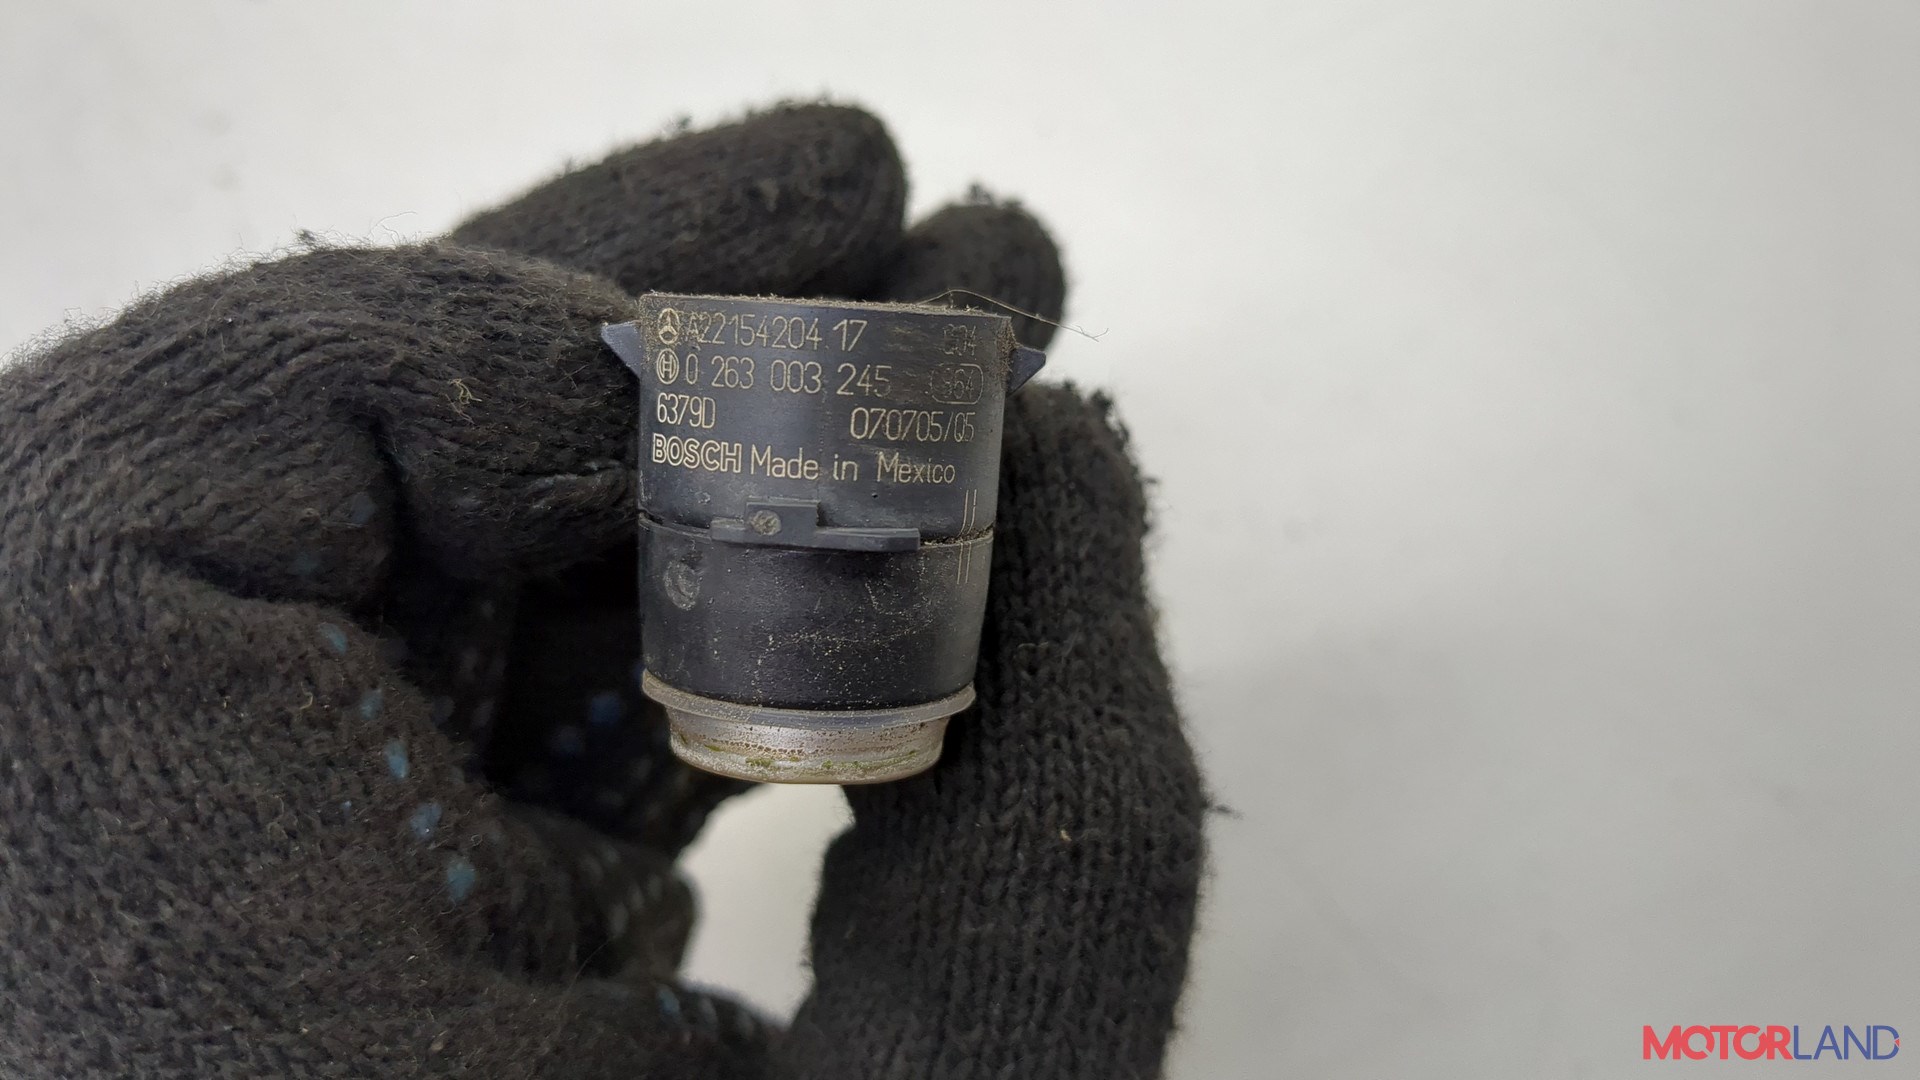 A2215420417
0 263 003 245
6379D 070705/05
BOSCH Made in Mexico
MOTORLAND